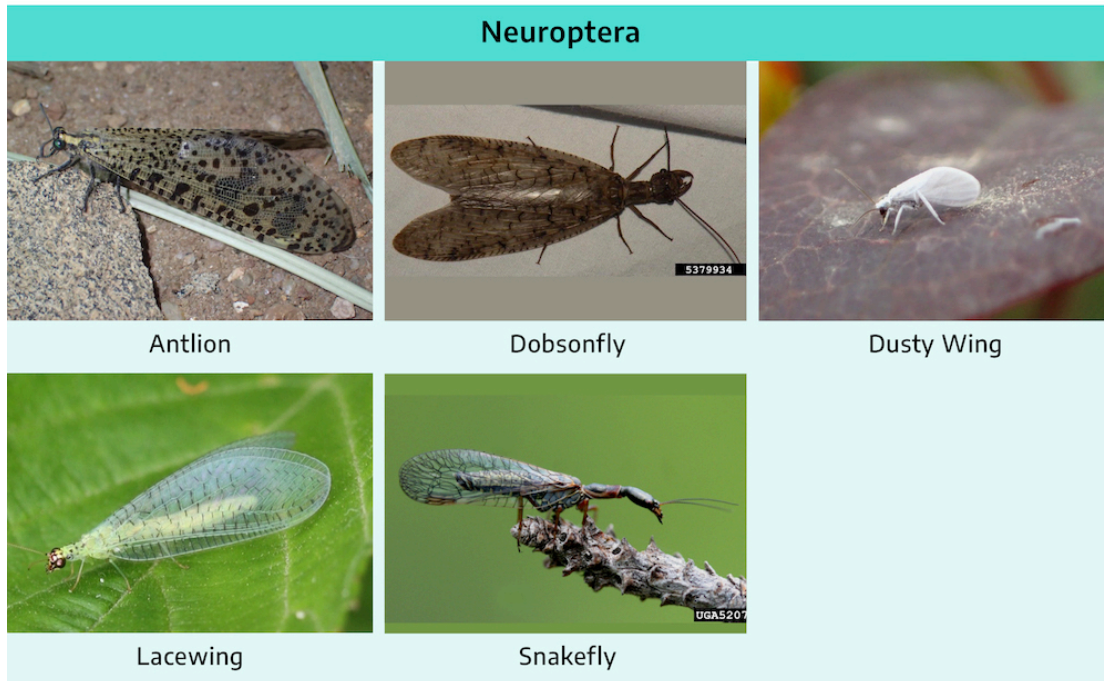 Neuroptera
5379934
Antlion
Dobsonfly
Dusty Wing
UGA5207
Lacewing
Snakefly